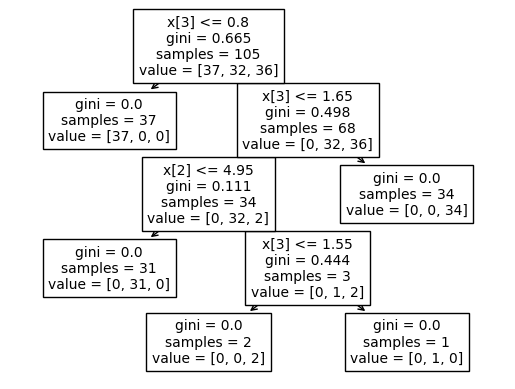 x[3] <= 0.8
gini = 0.665
samples = 105
value = [37, 32, 36]
gini = 0.0
samples = 37
value = [37, 0, 0]
x[3] <= 1.65
gini = 0.498
samples = 68
value = [0, 32, 36]
x[2] <= 4.95
gini = 0.111
samples = 34
value = [0, 32, 2]
gini = 0.0
samples = 34
value = [0, 0, 34]
gini = 0.0
samples = 31
value = [0, 31, 0]
x[3] <= 1.55
gini = 0.444
samples = 3
value = [0, 1, 2]
gini = 0.0
samples = 2
value = [0, 0, 2]
gini = 0.0
samples = 1
value = [0, 1, 0]